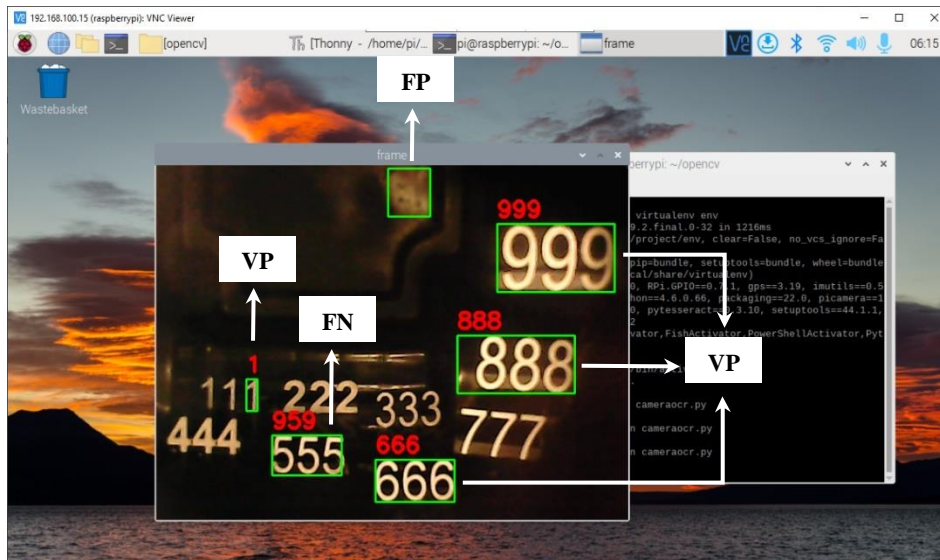 192.168.100.15 (raspberrypi): VNC Viewer
[opencv]
[Thonny - /home/pi/...
pi@raspberrypi: ~/o...
frame
06:15
Wastebasket
FP
frame
berrypi: ~/opencv
virtualenv env
9.2.final.0-32 in 1216ms
/project/env, clear=False, no_vcs_ignore=Fa
pip=bundle, setuptools=bundle, wheel=bundle
cal/share/virtualenv)
0, RPi.GPIO==0.7.1, gps==3.19, imutils==0.5
hon==4.6.0.66, packaging==22.0, picamera==1
0, pytesseract==0.3.10, setuptools==44.1.1,
2
vator,FishActivator,PowerShellActivator,Pyt
cameraocr.py
n cameraocr.py
n cameraocr.py
999
999
VP
FN
888
888
VP
1
111
222
333
444
959
555
666
666
777